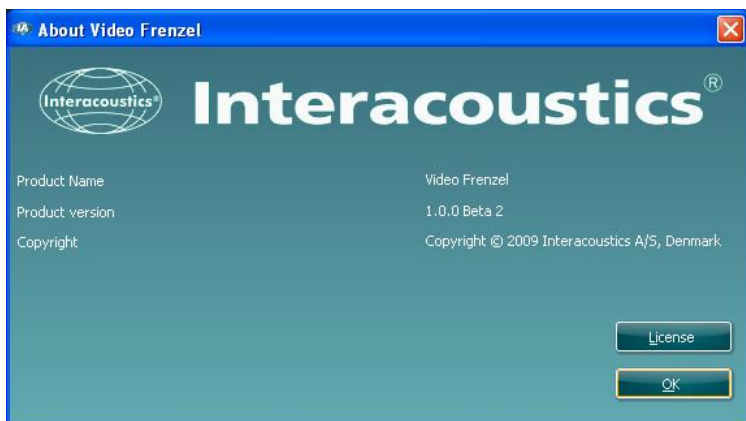 About Video Frenzel
Interacoustics®
Interacoustics®
Product Name Video Frenzel
Product version 1.0.0 Beta 2
Copyright Copyright © 2009 Interacoustics A/S, Denmark
License
OK